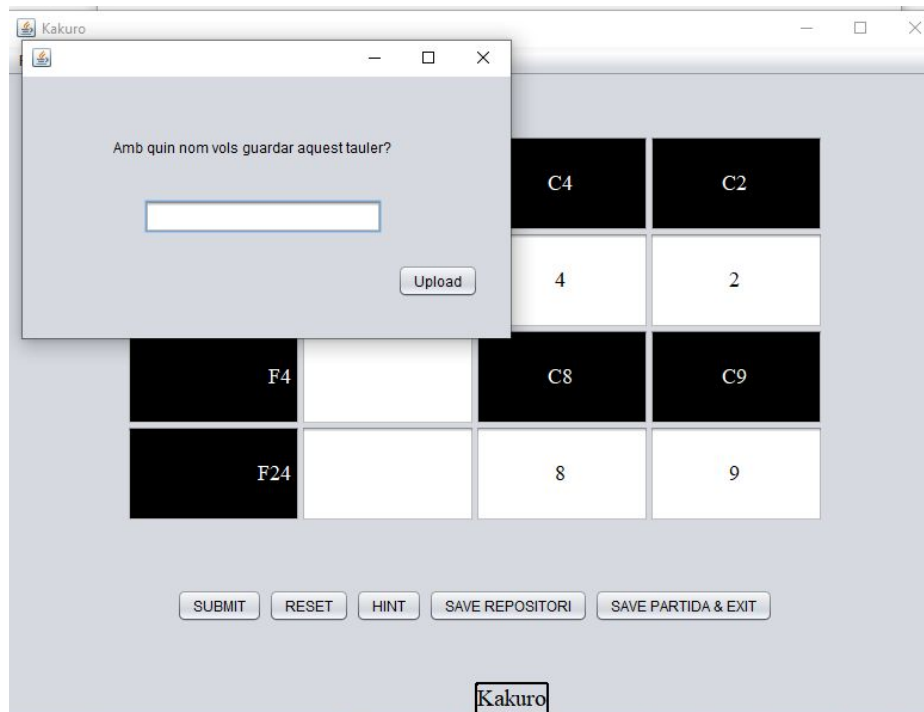 Kakuro
Amb quin nom vols guardar aquest tauler?
Upload
C4 C2
4 2
F4 C8 C9
F24 8 9
SUBMIT RESET HINT SAVE REPOSITORI SAVE PARTIDA & EXIT
Kakuro